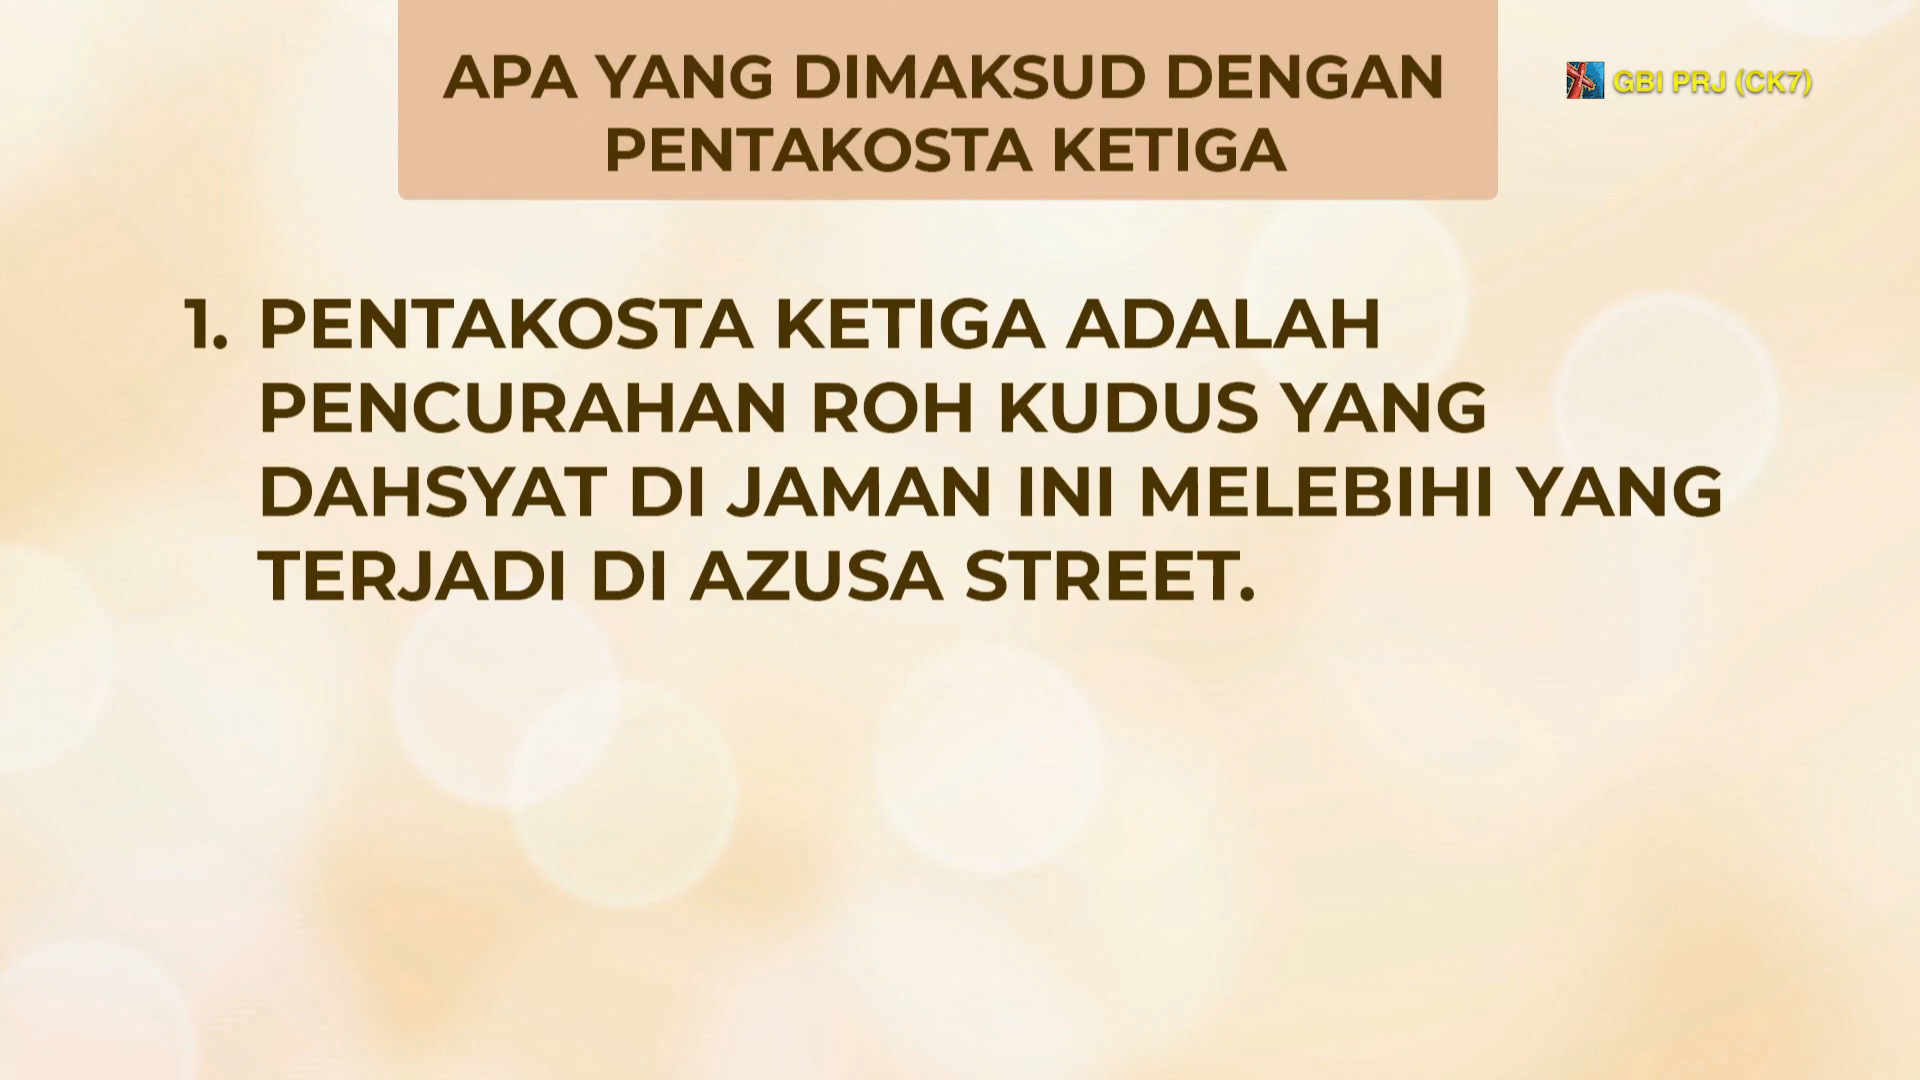 APA YANG DIMAKSUD DENGAN
PENTAKOSTA KETIGA
GBI PRJ (CK7)
1. PENTAKOSTA KETIGA ADALAH
PENCURAHAN ROH KUDUS YANG
DAHSYAT DI JAMAN INI MELEBIHI YANG
TERJADI DI AZUSA STREET.